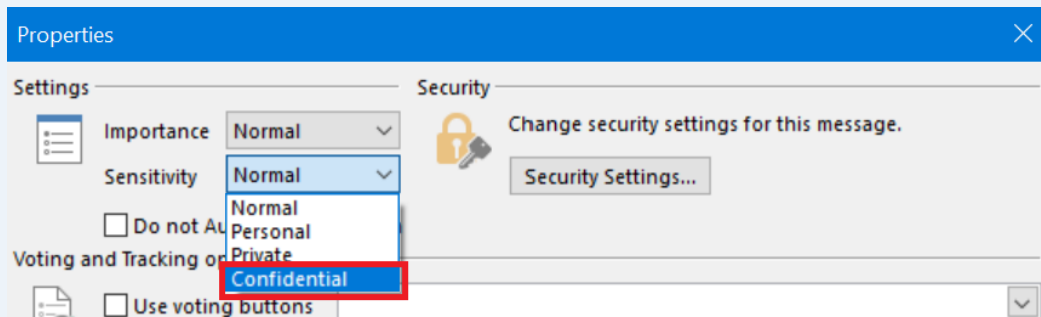 Properties
Settings
Security
Importance
Normal
Change security settings for this message.
Sensitivity
Normal
Security Settings...
Normal
Personal
Private
Confidential
Do not
Voting and Tracking
Use voting buttons